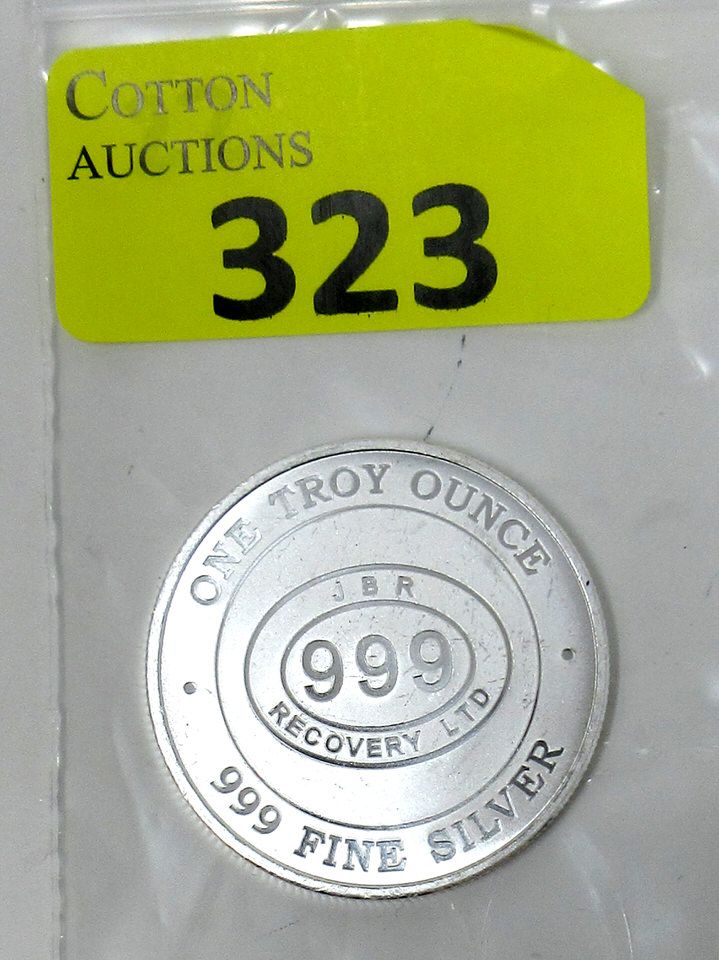 COTTON
AUCTIONS
323
ONE TROY OUNCE
JBR
999
RECOVERY LTD
999 FINE SILVER